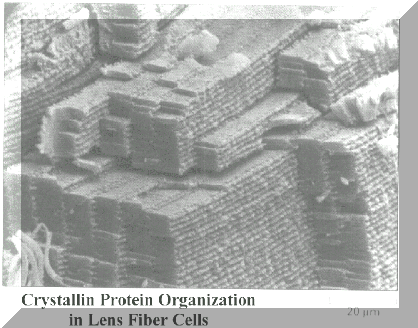 Crystallin Protein Organization
in Lens Fiber Cells
20 µm